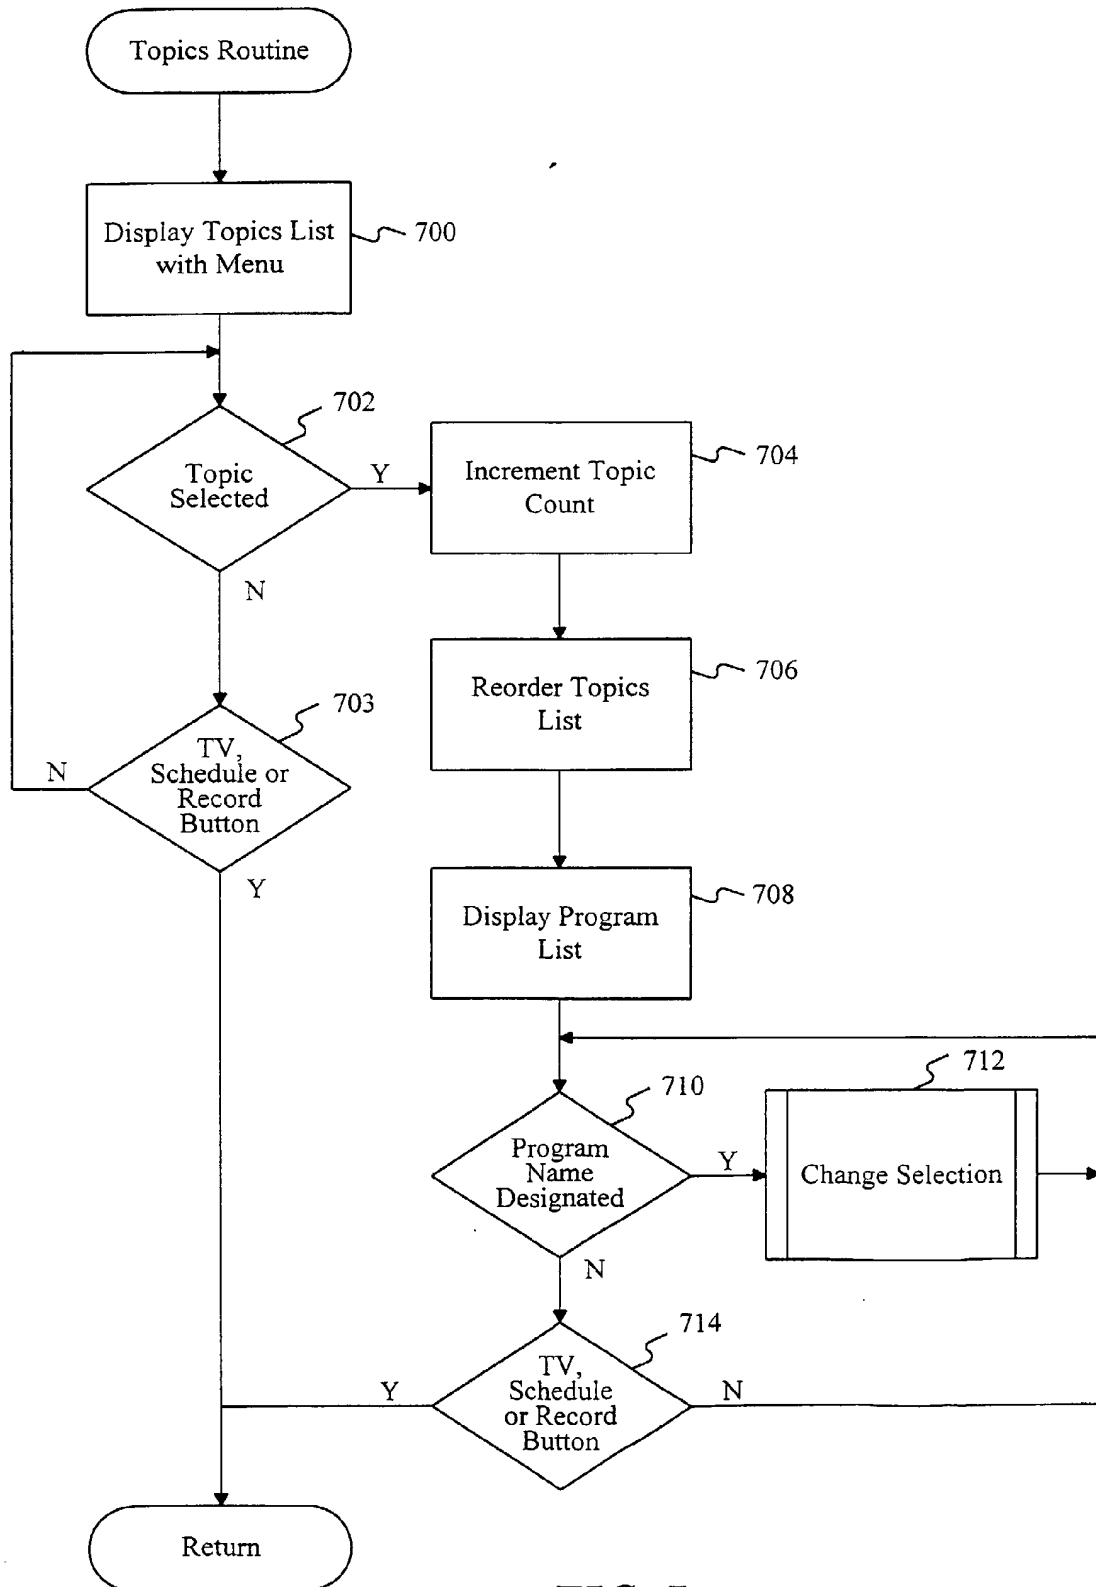 Topics Routine
Display Topics List
with Menu
700
702
Topic
Selected
Y
N
Increment Topic
Count
704
Reorder Topics
List
706
703
TV,
Schedule or
Record
Button
N
Y
Display Program
List
708
710
Program
Name
Designated
Y
N
712
Change Selection
714
TV,
Schedule
or Record
Button
Y
N
Return